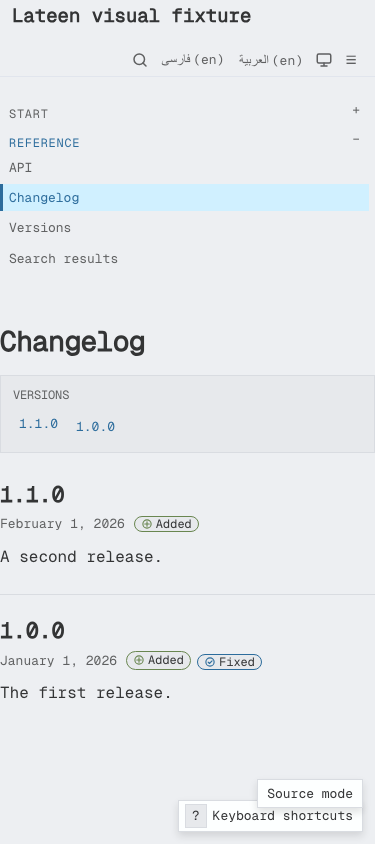 Lateen visual fixture
فارسی (en) العربية (en)
START +
REFERENCE −
API
Changelog
Versions
Search results
Changelog
VERSIONS
1.1.0 1.0.0
1.1.0
February 1, 2026 Added
A second release.
1.0.0
January 1, 2026 Added Fixed
The first release.
Source mode
? Keyboard shortcuts